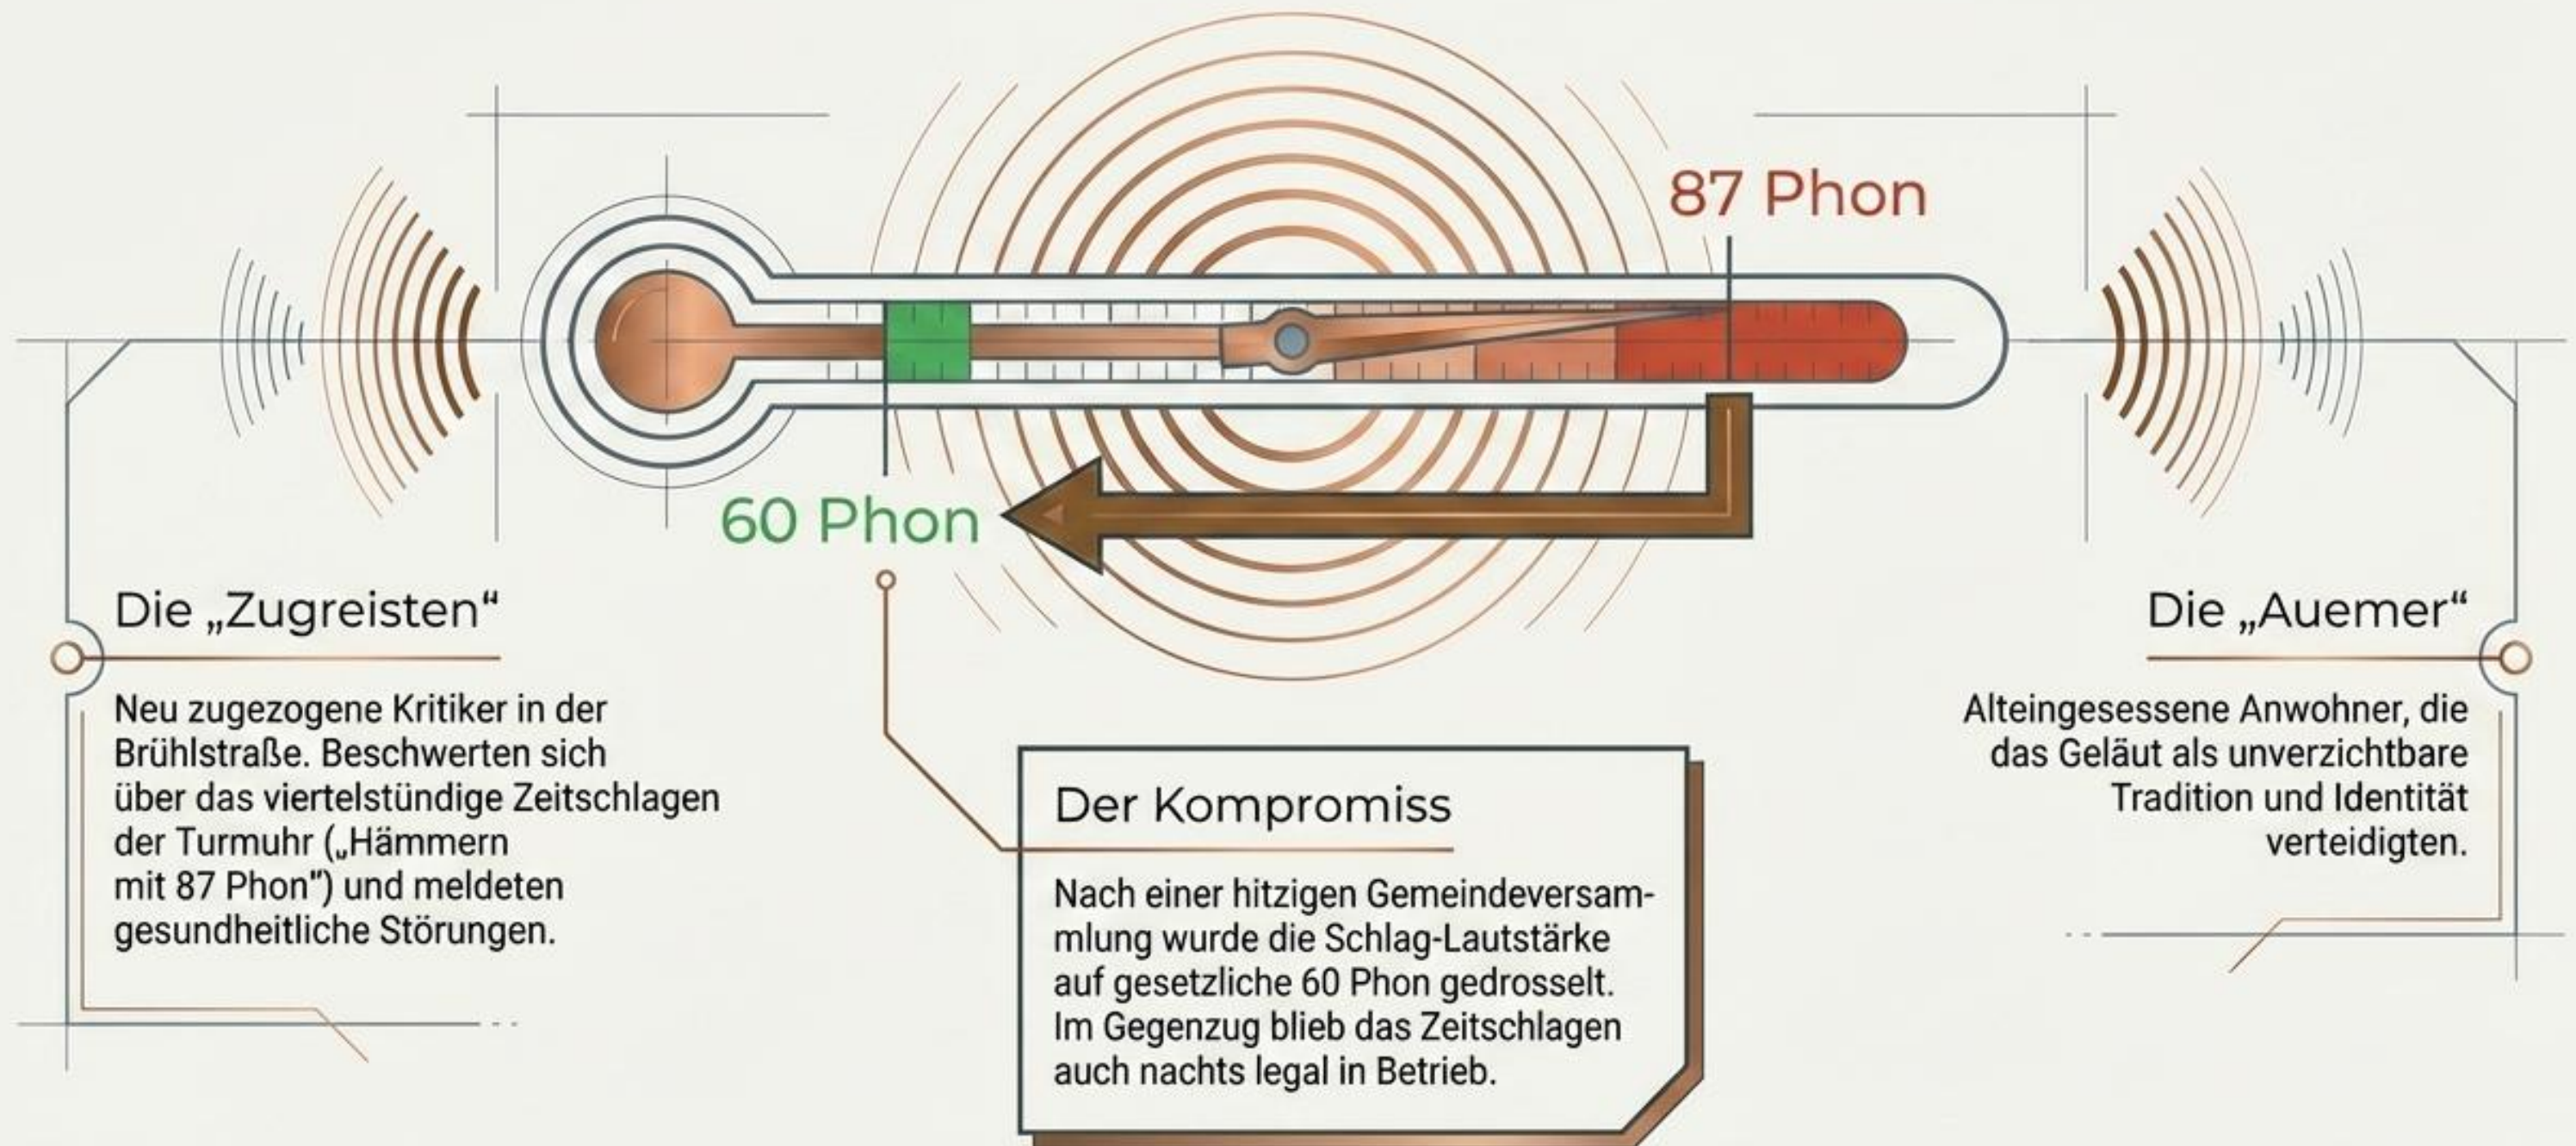 87 Phon
60 Phon
Die „Zugreisten“
Neu zugezogene Kritiker in der
Brühlstraße. Beschwerten sich
über das viertelstündige Zeitschlagen
der Turmuhr („Hämmern
mit 87 Phon") und meldeten
gesundheitliche Störungen.
Der Kompromiss
Nach einer hitzigen Gemeindeversam-
mlung wurde die Schlag-Lautstärke
auf gesetzliche 60 Phon gedrosselt.
Im Gegenzug blieb das Zeitschlagen
auch nachts legal in Betrieb.
Die „Auemer“
Alteingesessene Anwohner, die
das Geläut als unverzichtbare
Tradition und Identität
verteidigten.